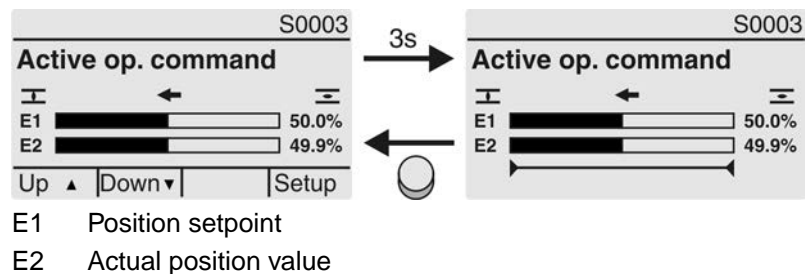 S0003
Active op. command
E1 50.0%
E2 49.9%
Up ▲ Down ▼ Setup
3s
S0003
Active op. command
E1 50.0%
E2 49.9%
E1 Position setpoint
E2 Actual position value